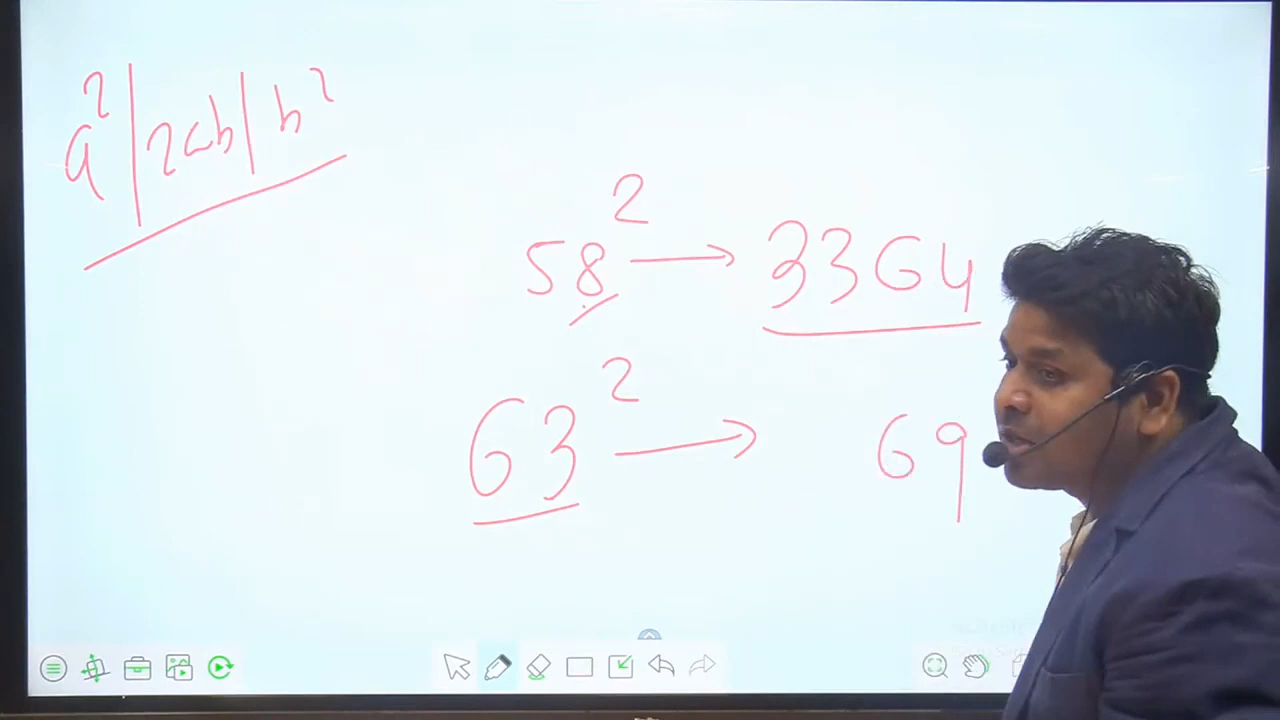 a² | 2ab | b²
58² → 3364
63² → 69